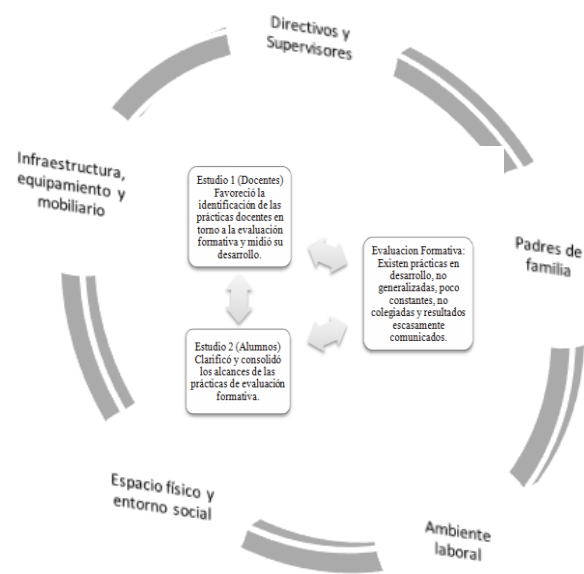 Directivos y
Supervisores
Infraestructura,
equipamiento y
mobiliario
Estudio 1 (Docentes)
Favoreció la
identificación de las
prácticas docentes en
torno a la evaluación
formativa y midió su
desarrollo.
Evaluacion Formativa:
Existen prácticas en
desarrollo, no
generalizadas, poco
constantes, no
colegiadas y resultados
escasamente
comunicados.
Padres de
familia
Estudio 2 (Alumnos)
Clarificó y consolidó
los alcances de las
prácticas de evaluación
formativa.
Espacio físico y
entorno social
Ambiente
laboral